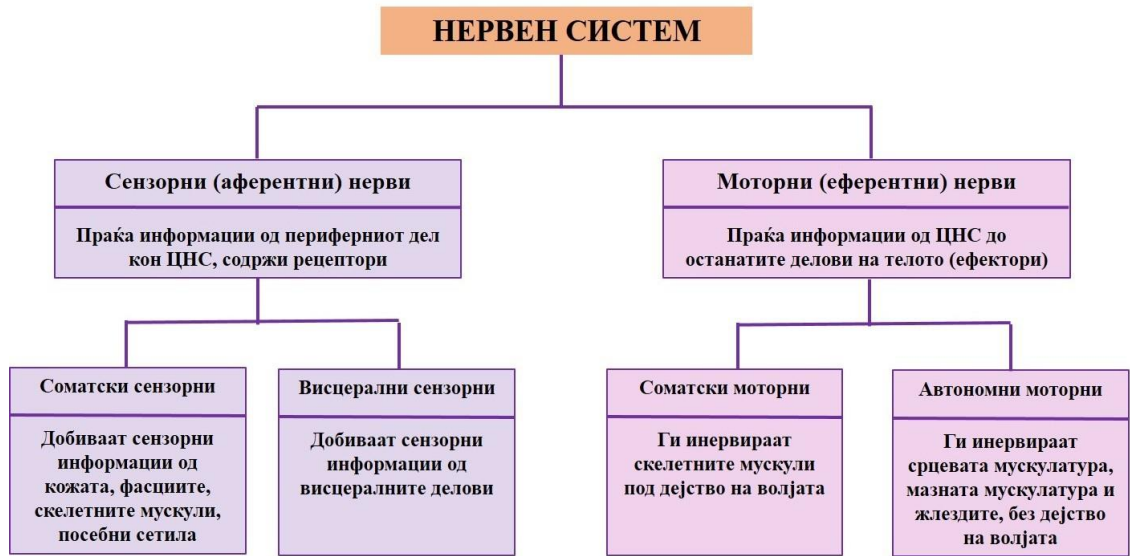 НЕРВЕН СИСТЕМ
Сензорни (аферентни) нерви
Праќа информации од периферниот дел
кон ЦНС, содржи рецептори
Моторни (еферентни) нерви
Праќа информации од ЦНС до
останатите делови на телото (ефектори)
Соматски сензорни
Добиваат сензорни
информации од
кожата, фасциите,
скелетните мускули,
посебни сетила
Висцерални сензорни
Добиваат сензорни
информации од
висцералните делови
Соматски моторни
Ги инервираат
скелетните мускули
под дејство на волјата
Автономни моторни
Ги инервираат
срцевата мускулатура,
мазната мускулатура и
жлездите, без дејство
на волјата